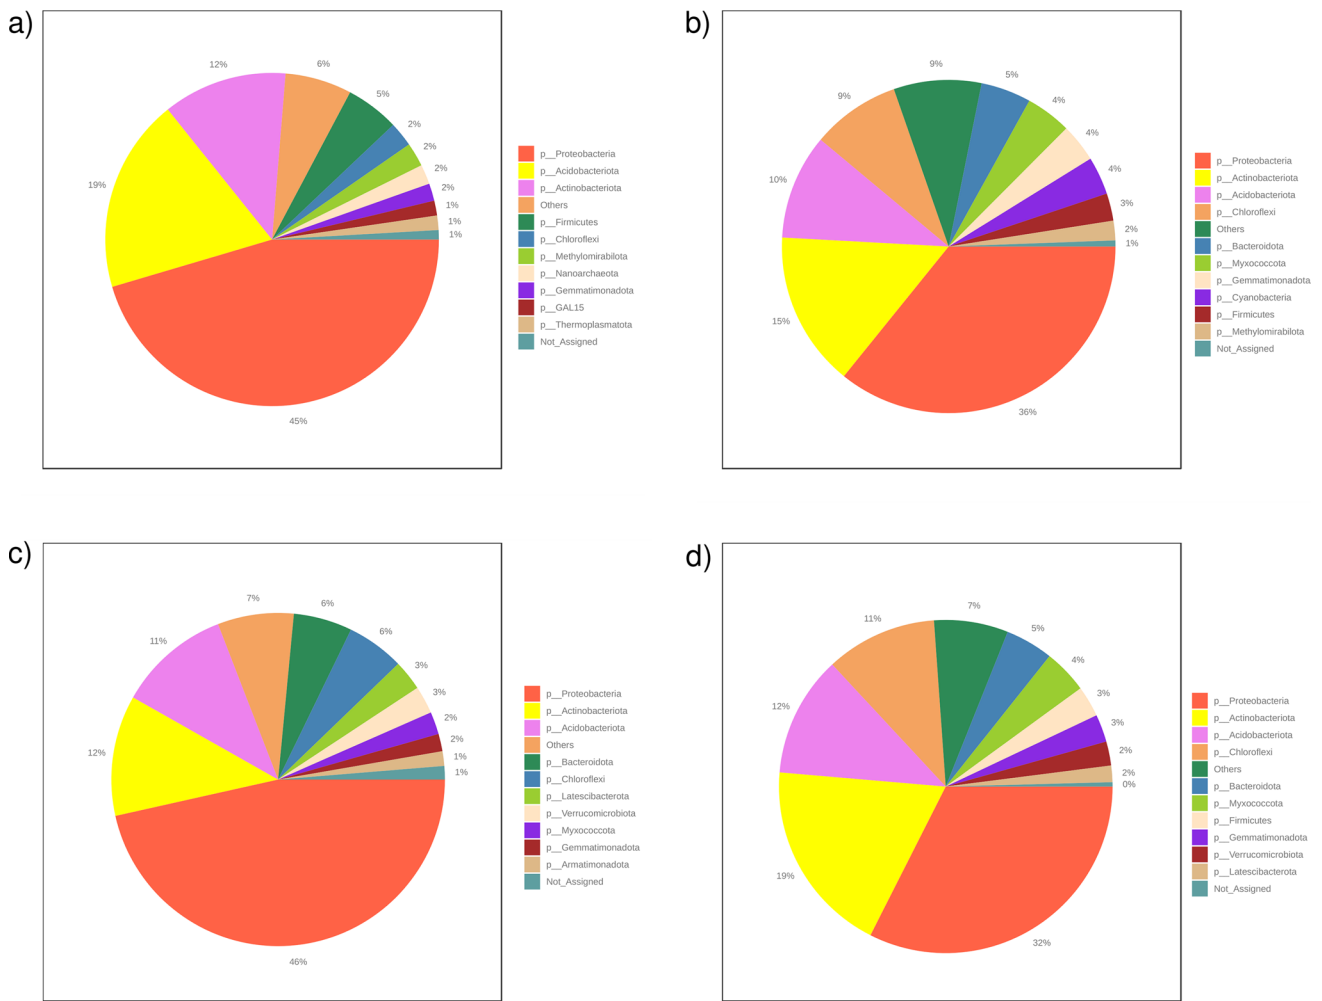 a)
12%
6%
5%
2%
2%
2%
2%
1%
1%
1%
19%
45%
p__Proteobacteria
p__Acidobacteriota
p__Actinobacteriota
Others
p__Firmicutes
p__Chloroflexi
p__Methylomirabilota
p__Nanoarchaeota
p__Gemmatimonadota
p__GAL15
p__Thermoplasmatota
Not_Assigned
b)
9%
9%
5%
4%
4%
4%
3%
2%
1%
10%
15%
36%
p__Proteobacteria
p__Actinobacteriota
p__Acidobacteriota
p__Chloroflexi
Others
p__Bacteroidota
p__Myxococcota
p__Gemmatimonadota
p__Cyanobacteria
p__Firmicutes
p__Methylomirabilota
Not_Assigned
c)
11%
7%
6%
6%
3%
3%
2%
2%
1%
1%
12%
46%
p__Proteobacteria
p__Actinobacteriota
p__Acidobacteriota
Others
p__Bacteroidota
p__Chloroflexi
p__Latescibacterota
p__Verrucomicrobiota
p__Myxococcota
p__Gemmatimonadota
p__Armatimonadota
Not_Assigned
d)
11%
7%
5%
4%
3%
3%
2%
2%
0%
12%
19%
32%
p__Proteobacteria
p__Actinobacteriota
p__Acidobacteriota
p__Chloroflexi
Others
p__Bacteroidota
p__Myxococcota
p__Firmicutes
p__Gemmatimonadota
p__Verrucomicrobiota
p__Latescibacterota
Not_Assigned